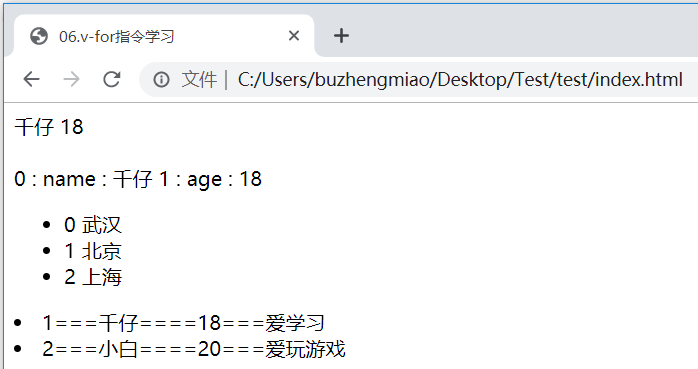 06.v-for指令学习
文件 | C:/Users/buzhengmiao/Desktop/Test/test/index.html
千仔 18
0 : name : 千仔 1 : age : 18
0 武汉
1 北京
2 上海
1===千仔====18===爱学习
2===小白====20===爱玩游戏